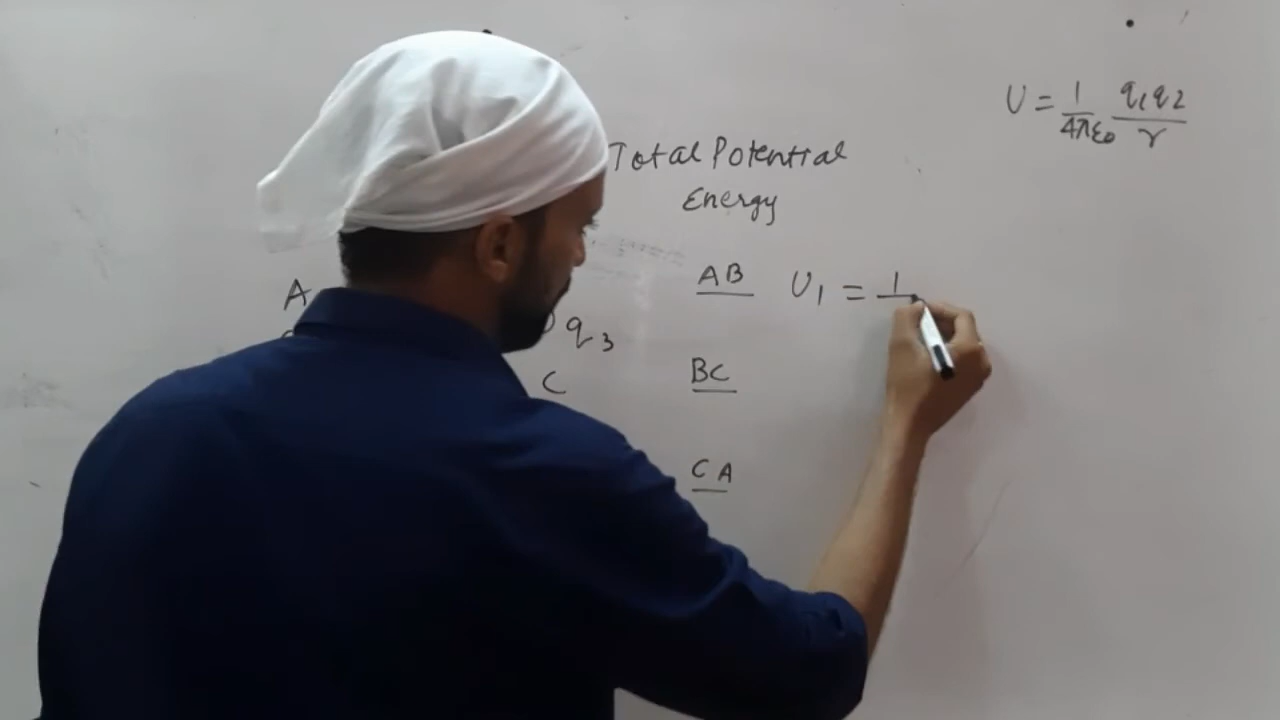 U = 1/4πε₀ q₁q₂/r
Total Potential
Energy
A
q₃
C
AB U₁ = 1
BC
CA